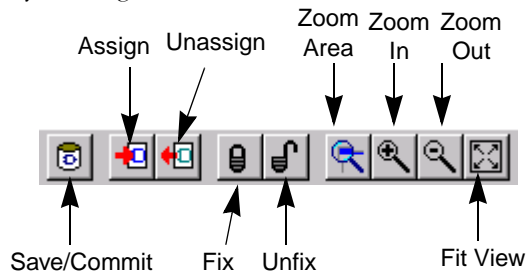 Assign
Unassign
Zoom
Area
Zoom
In
Zoom
Out
Save/Commit
Fix
Unfix
Fit View